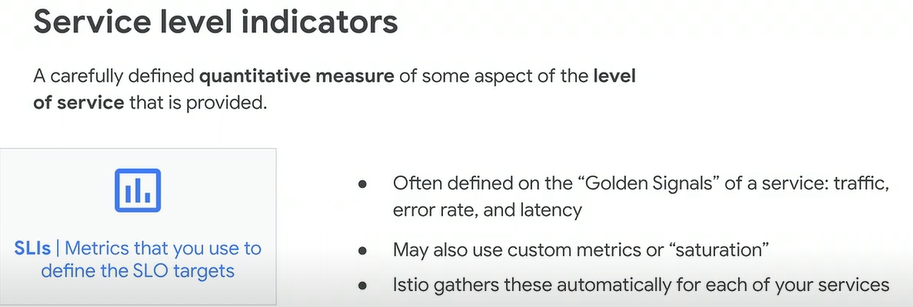 Service level indicators
A carefully defined quantitative measure of some aspect of the level
of service that is provided.
SLIs | Metrics that you use to
define the SLO targets
• Often defined on the “Golden Signals” of a service: traffic,
error rate, and latency
• May also use custom metrics or “saturation”
• Istio gathers these automatically for each of your services